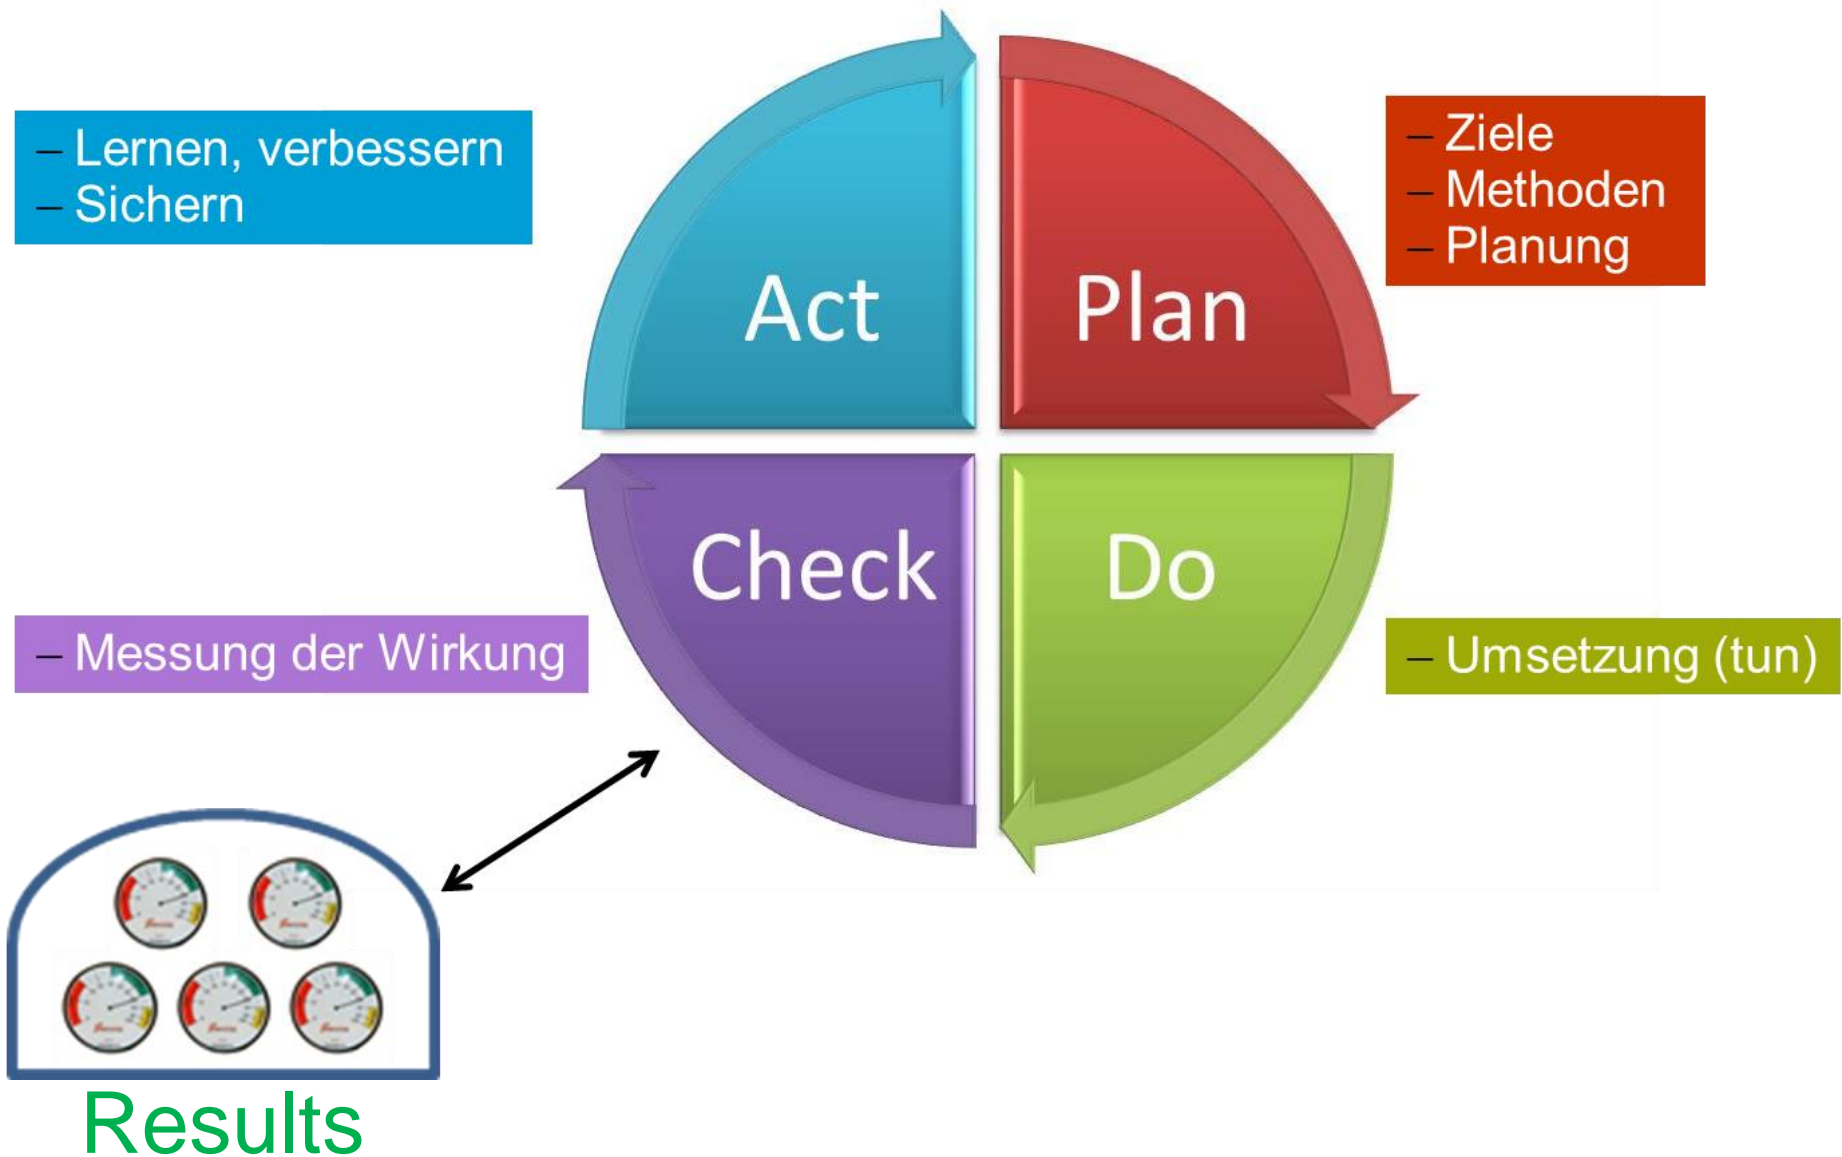 – Lernen, verbessern
– Sichern
Act
Plan
– Ziele
– Methoden
– Planung
Check
Do
– Messung der Wirkung
– Umsetzung (tun)
Results